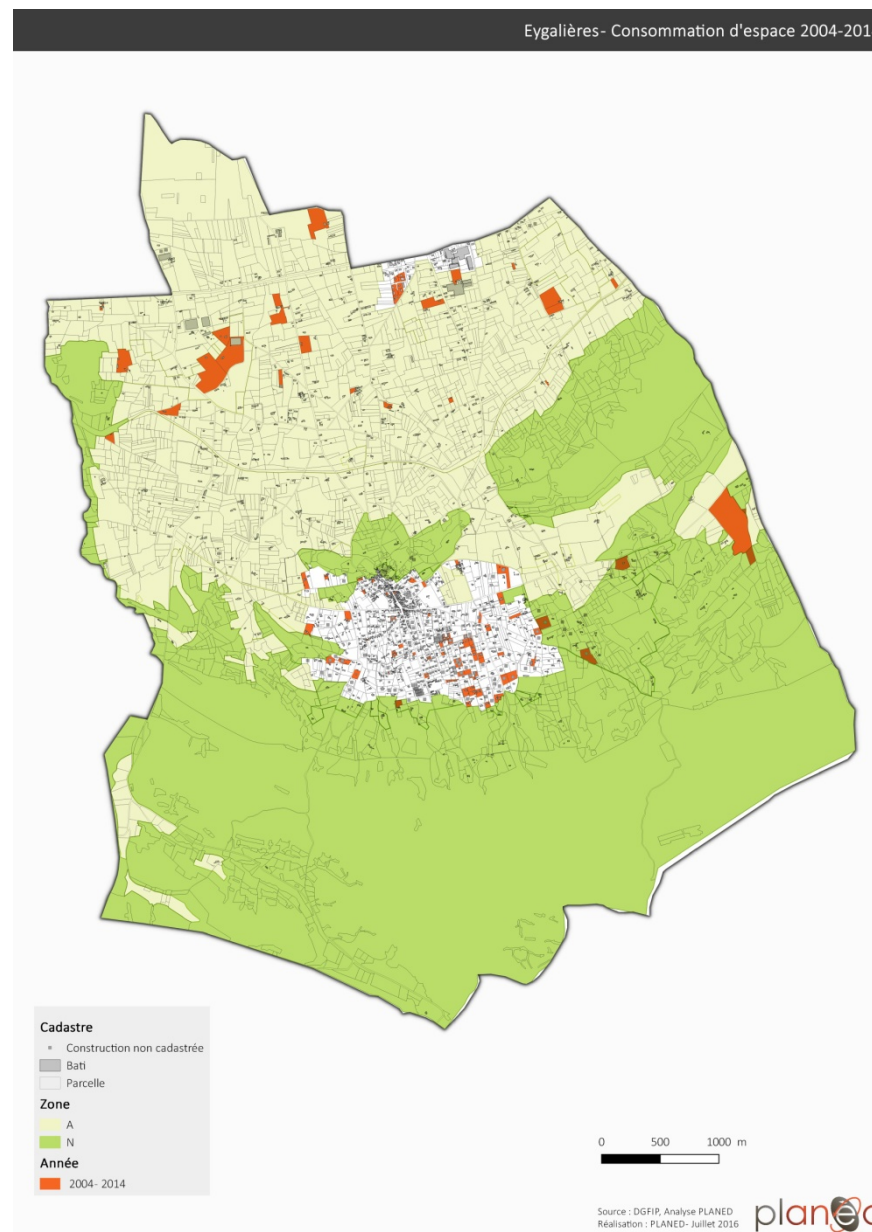 Eygalières- Consommation d'espace 2004-201
Cadastre
Construction non cadastrée
Bati
Parcelle
Zone
A
N
Année
2004- 2014
0 500 1000 m
Source : DGFIP, Analyse PLANED
Réalisation : PLANED- Juillet 2016
planed